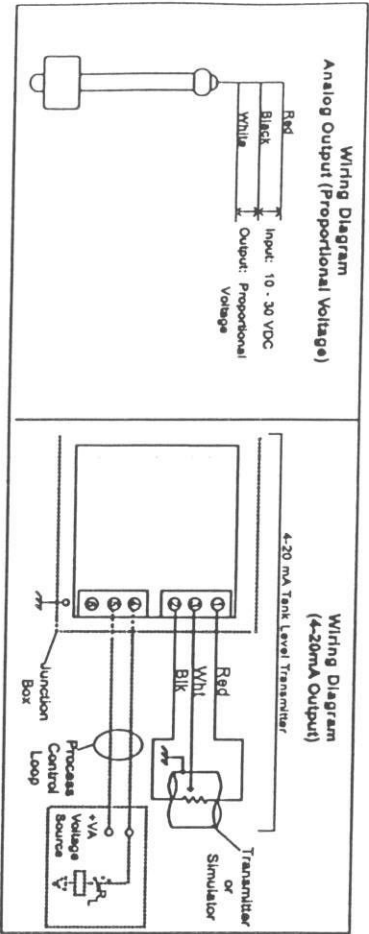 Wiring Diagram
Analog Output (Proportional Voltage)
Red
Black
White
Input: 10 - 30 VDC
Output: Proportional
Voltage
Wiring Diagram
(4-20mA Output)
4-20 mA Tank Level Transmitter
Red
Wht
Blk
Transmitter
or
Simulator
Junction
Box
Process
Control
Loop
+VA
Voltage
Source
R
L